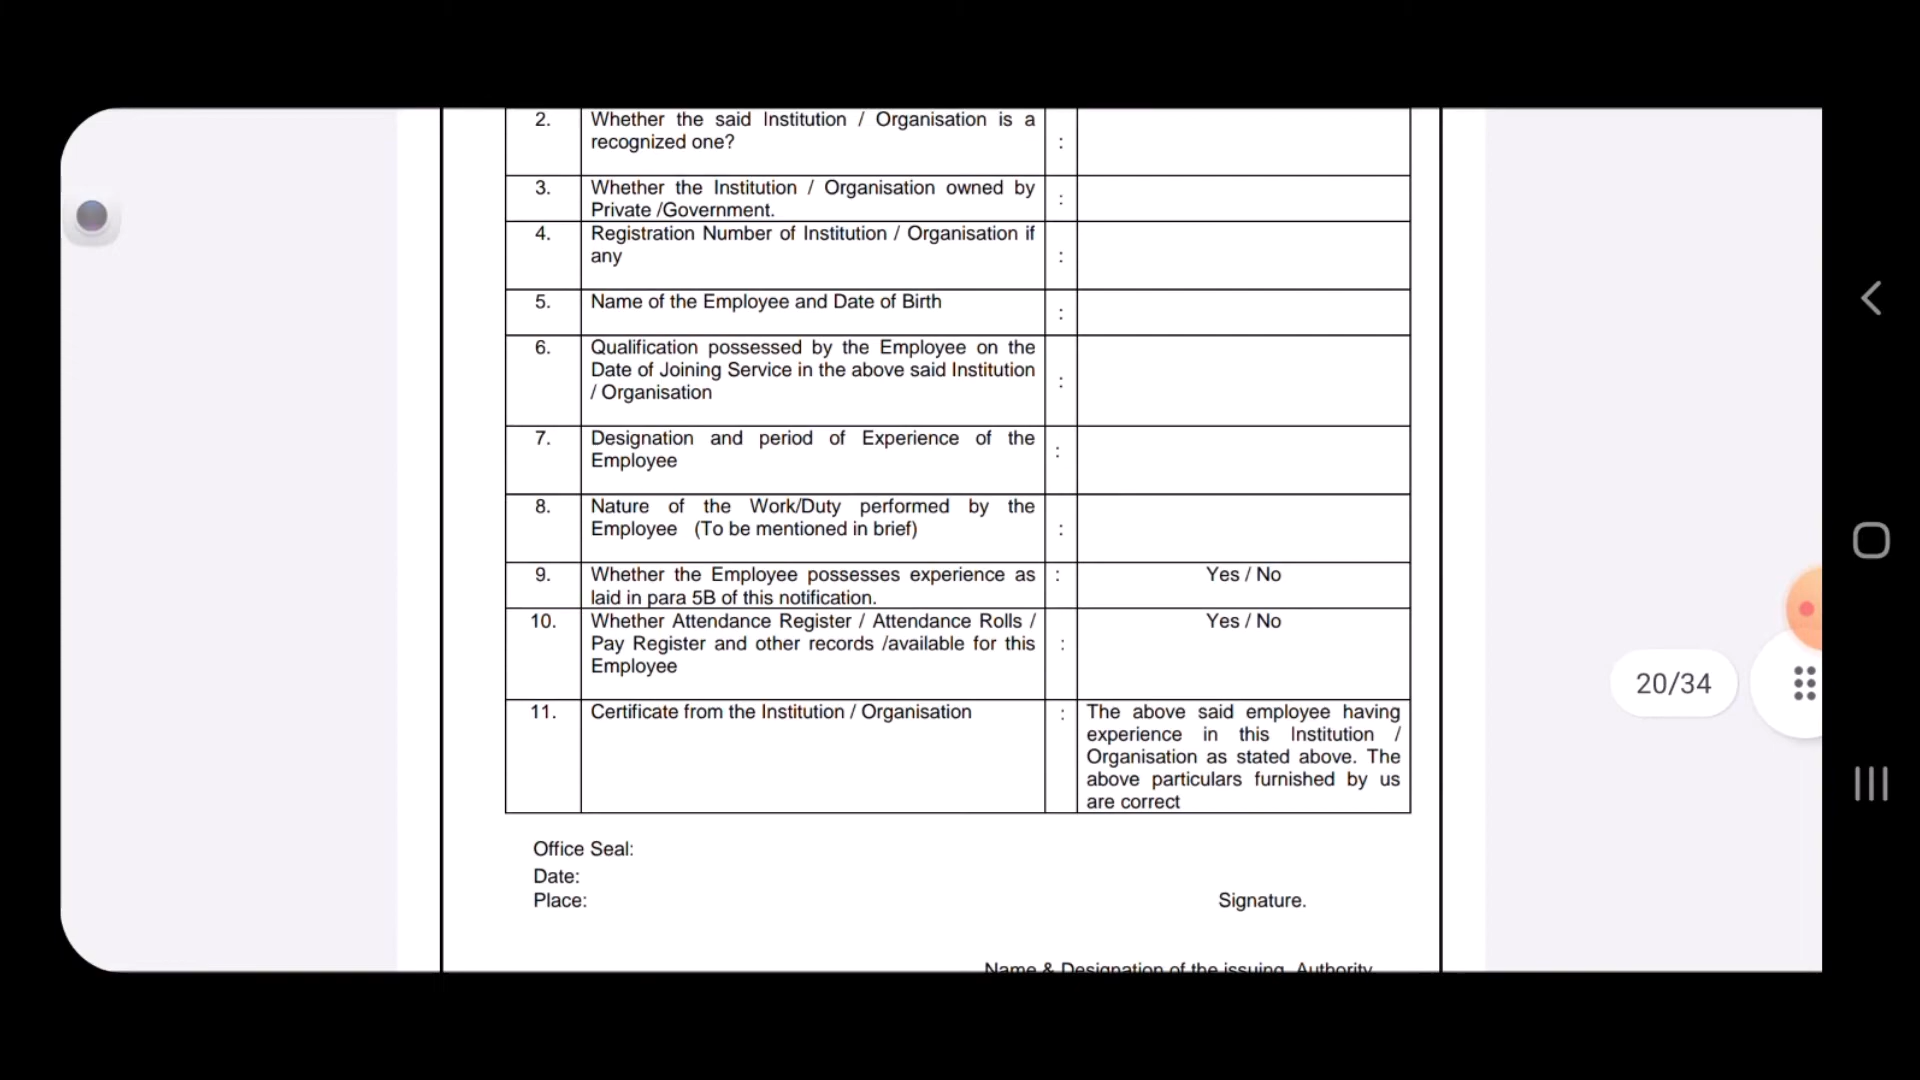 2. Whether the said Institution / Organisation is a
recognized one? :
3. Whether the Institution / Organisation owned by
Private /Government. :
4. Registration Number of Institution / Organisation if
any :
5. Name of the Employee and Date of Birth :
6. Qualification possessed by the Employee on the
Date of Joining Service in the above said Institution :
/ Organisation
7. Designation and period of Experience of the
Employee :
8. Nature of the Work/Duty performed by the
Employee (To be mentioned in brief) :
9. Whether the Employee possesses experience as : Yes / No
laid in para 5B of this notification.
10. Whether Attendance Register / Attendance Rolls / Yes / No
Pay Register and other records /available for this :
Employee
11. Certificate from the Institution / Organisation : The above said employee having
experience in this Institution /
Organisation as stated above. The
above particulars furnished by us
are correct
20/34
Office Seal:
Date:
Place: Signature.
Name & Designation of the issuing Authority